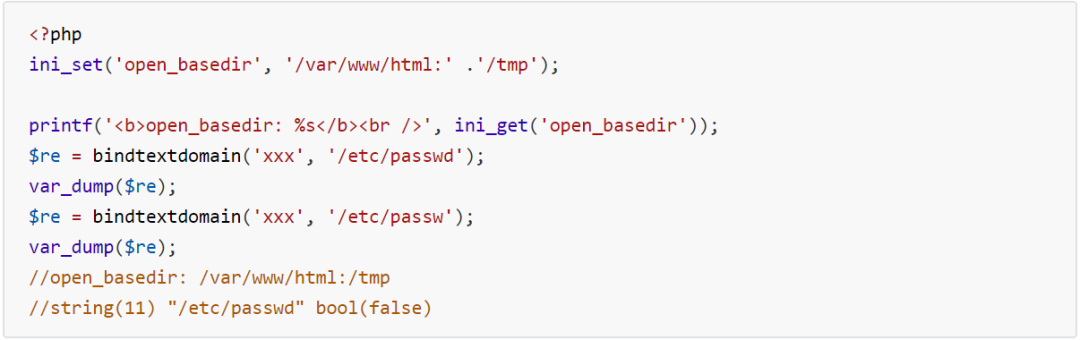 <?php
ini_set('open_basedir', '/var/www/html:' .'/tmp');
printf('<b>open_basedir: %s</b><br />', ini_get('open_basedir'));
$re = bindtextdomain('xxx', '/etc/passwd');
var_dump($re);
$re = bindtextdomain('xxx', '/etc/passw');
var_dump($re);
//open_basedir: /var/www/html:/tmp
//string(11) "/etc/passwd" bool(false)